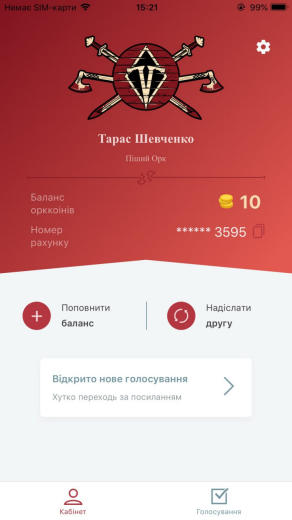 Немає SIM-карти 15:21 99%
Тарас Шевченко
Піший Орк
Баланс
орккоінів
10
Номер
рахунку
****** 3595
Поповнити
баланс
Надіслати
другу
Відкрито нове голосування
Хутко переходь за посиланням
Кабінет
Голосування